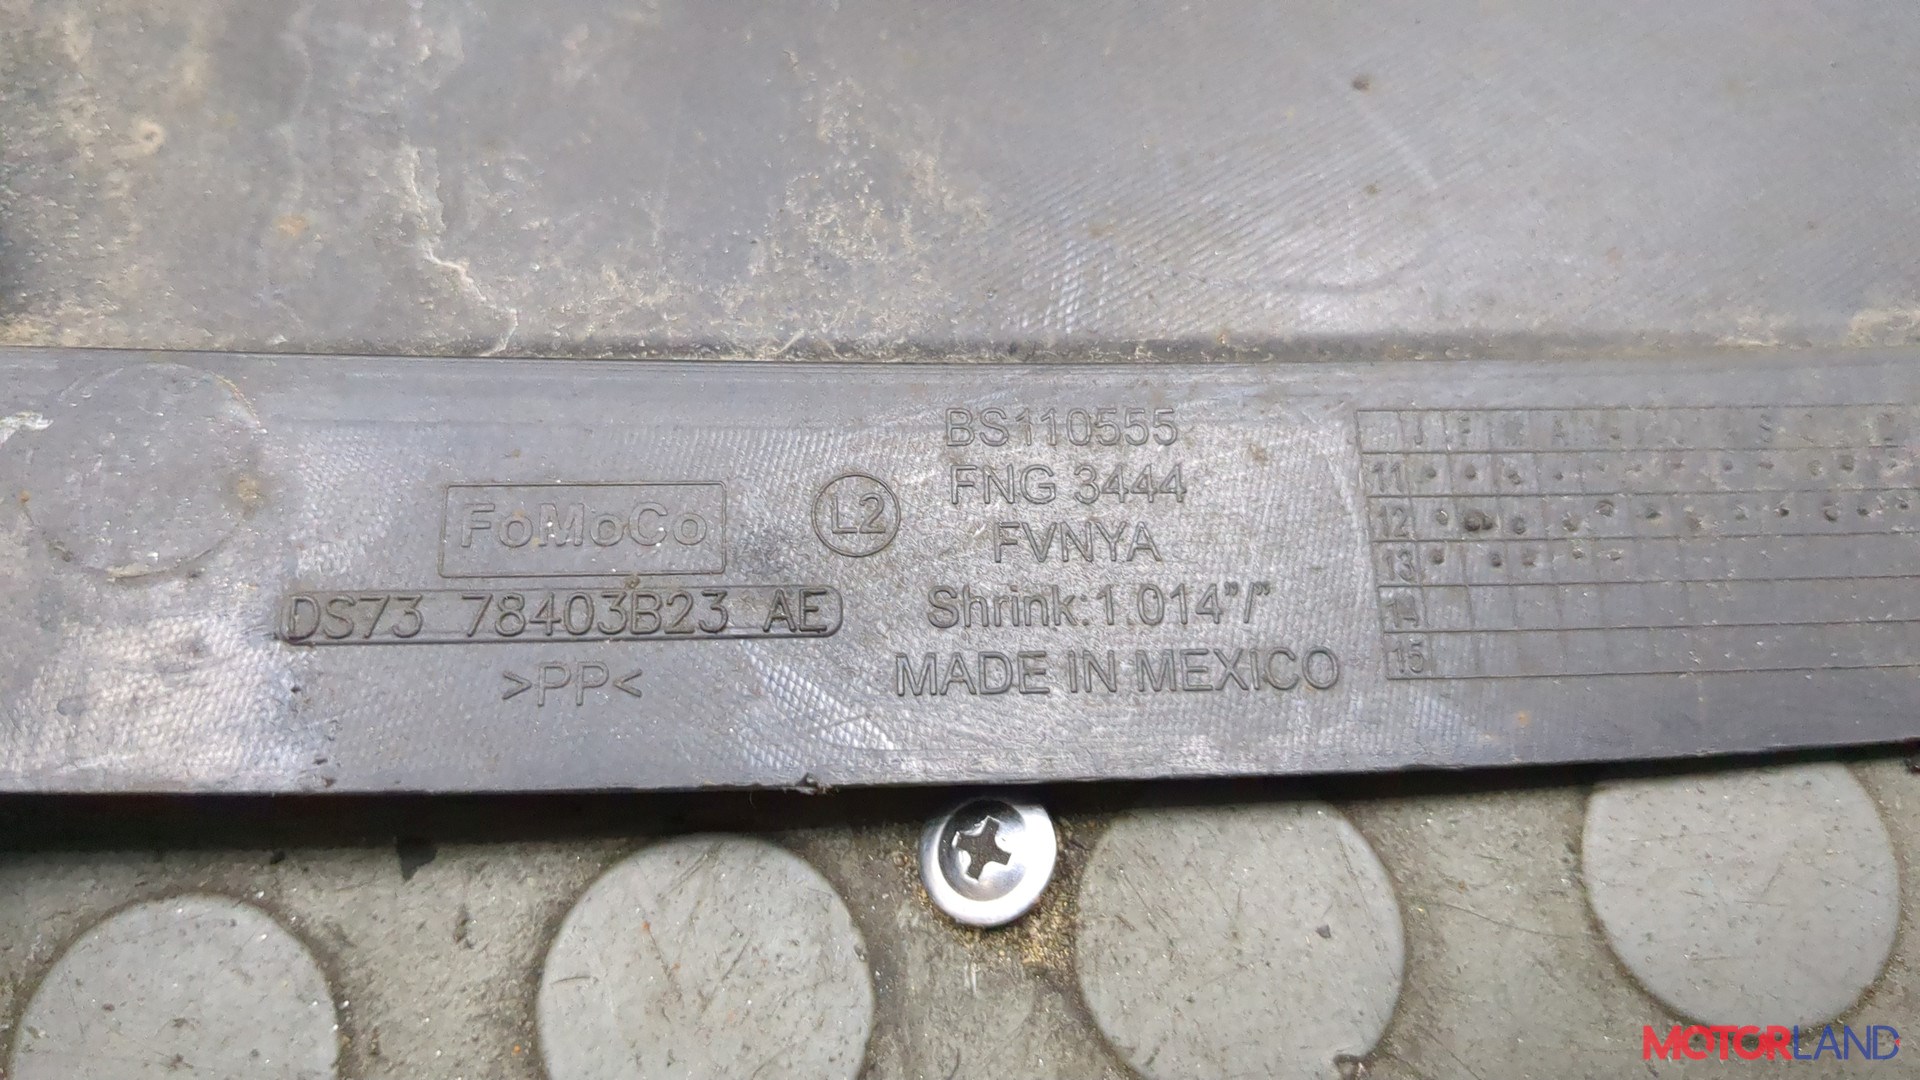 BS110555
FNG 3444
FVNYA
Shrink:1.014"/"
MADE IN MEXICO
FoMoCo
L2
DS73 78403B23 AE
>PP<
J F M A S
11
12
13
14
15
MOTORLAND